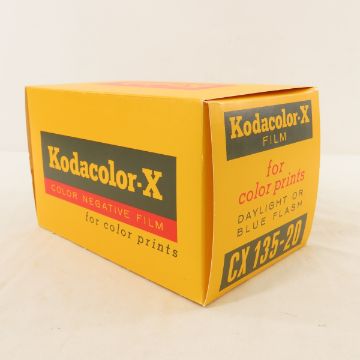 Kodacolor-X
COLOR NEGATIVE FILM
for color prints
Kodacolor-X
FILM
for
color prints
DAYLIGHT OR
BLUE FLASH
CX 135-20